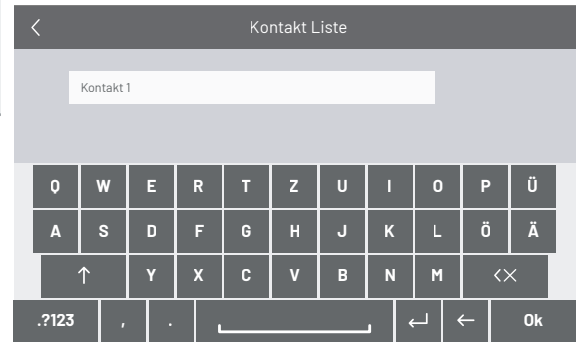 Kontakt Liste
Kontakt 1
Q W E R T Z U I O P Ü
A S D F G H J K L Ö Ä
Y X C V B N M
.?123 , . Ok